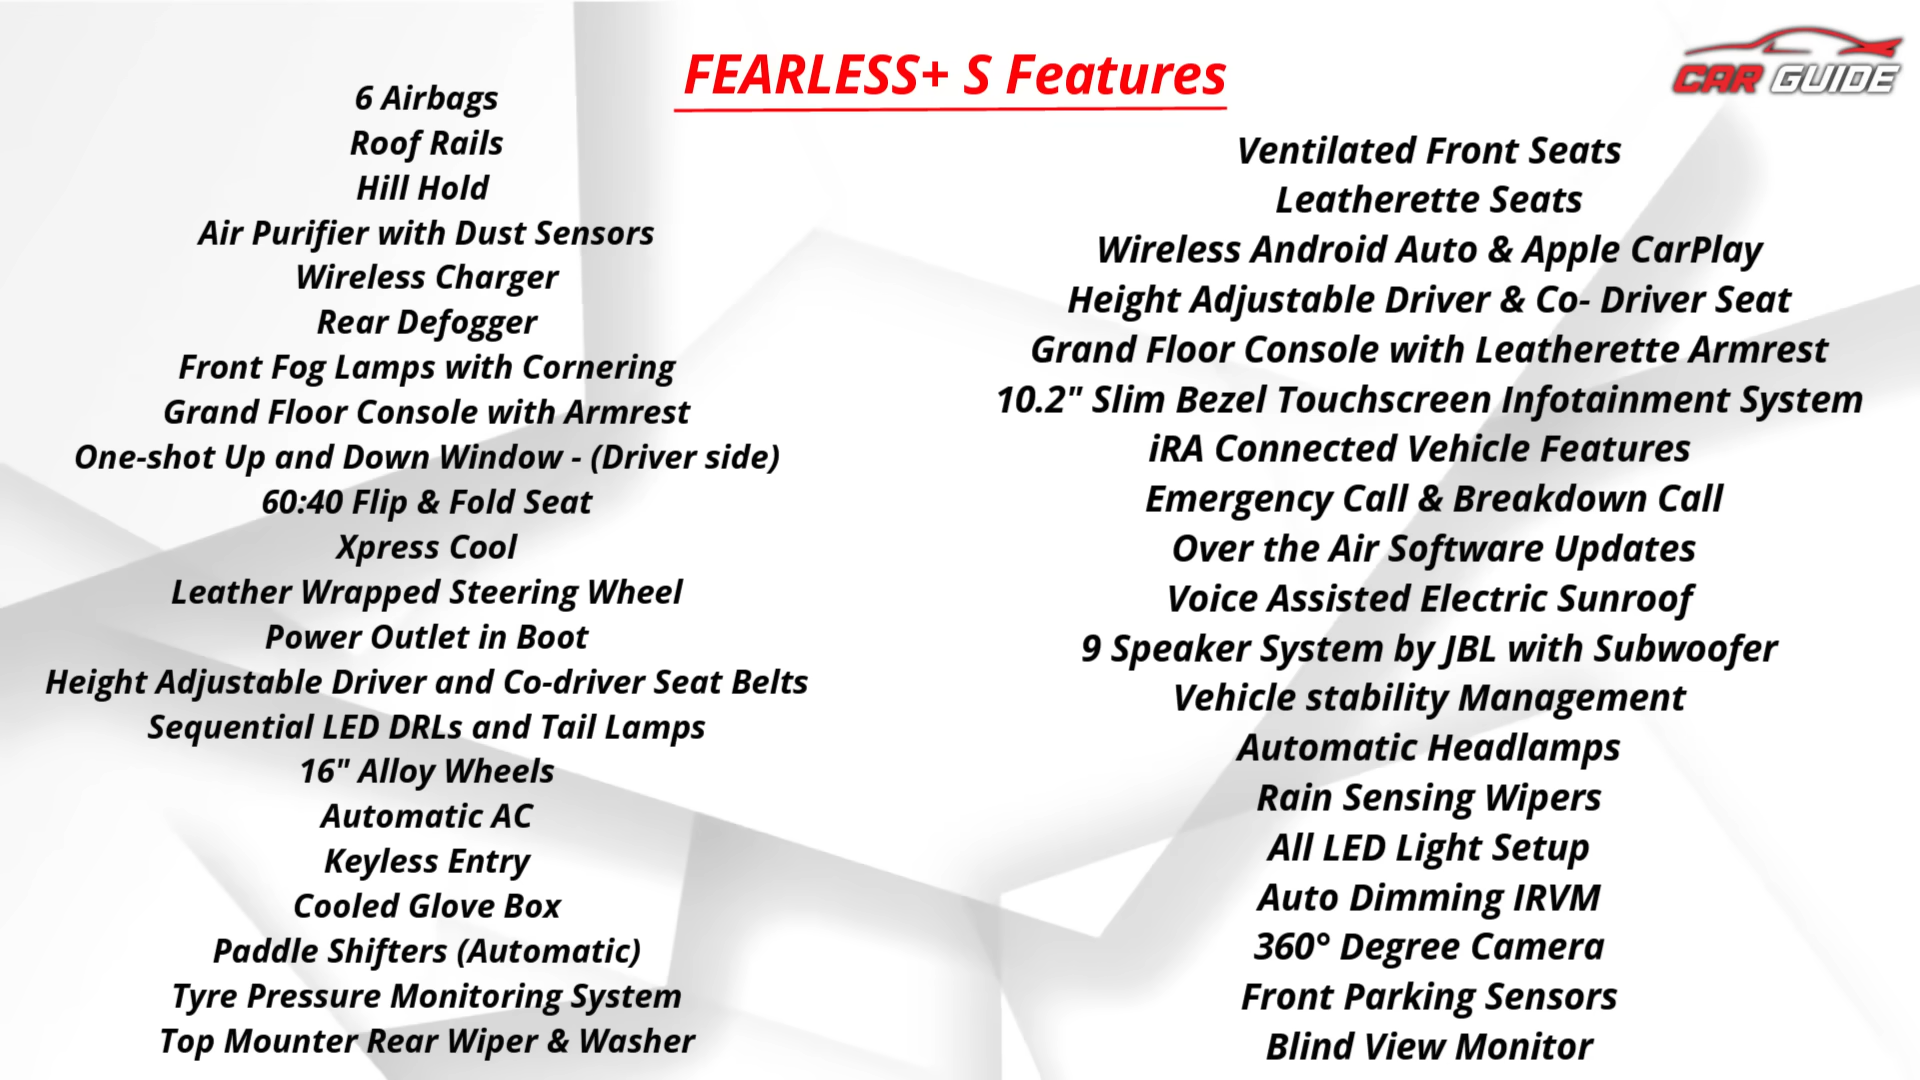 FEARLESS+ S Features
CAR GUIDE
6 Airbags
Roof Rails
Hill Hold
Air Purifier with Dust Sensors
Wireless Charger
Rear Defogger
Front Fog Lamps with Cornering
Grand Floor Console with Armrest
One-shot Up and Down Window - (Driver side)
60:40 Flip & Fold Seat
Xpress Cool
Leather Wrapped Steering Wheel
Power Outlet in Boot
Height Adjustable Driver and Co-driver Seat Belts
Sequential LED DRLs and Tail Lamps
16" Alloy Wheels
Automatic AC
Keyless Entry
Cooled Glove Box
Paddle Shifters (Automatic)
Tyre Pressure Monitoring System
Top Mounter Rear Wiper & Washer
Ventilated Front Seats
Leatherette Seats
Wireless Android Auto & Apple CarPlay
Height Adjustable Driver & Co- Driver Seat
Grand Floor Console with Leatherette Armrest
10.2" Slim Bezel Touchscreen Infotainment System
iRA Connected Vehicle Features
Emergency Call & Breakdown Call
Over the Air Software Updates
Voice Assisted Electric Sunroof
9 Speaker System by JBL with Subwoofer
Vehicle stability Management
Automatic Headlamps
Rain Sensing Wipers
All LED Light Setup
Auto Dimming IRVM
360° Degree Camera
Front Parking Sensors
Blind View Monitor